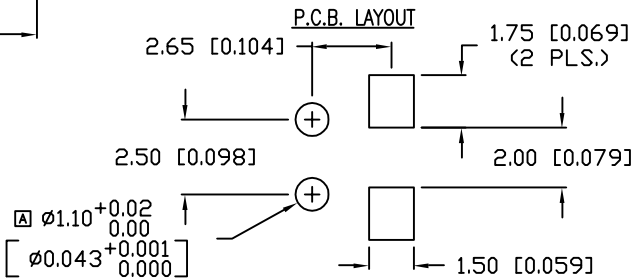 P.C.B. LAYOUT
2.65 [0.104]
1.75 [0.069]
(2 PLS.)
2.50 [0.098]
2.00 [0.079]
A Ø1.10 +0.02
0.00
[Ø0.043 +0.001
0.000]
1.50 [0.059]